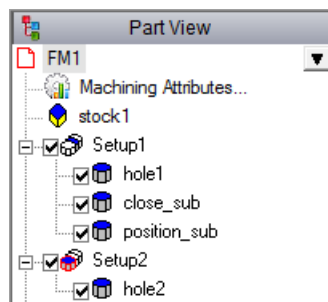 Part View
FM1
Machining Attributes...
stock1
Setup1
hole1
close_sub
position_sub
Setup2
hole2